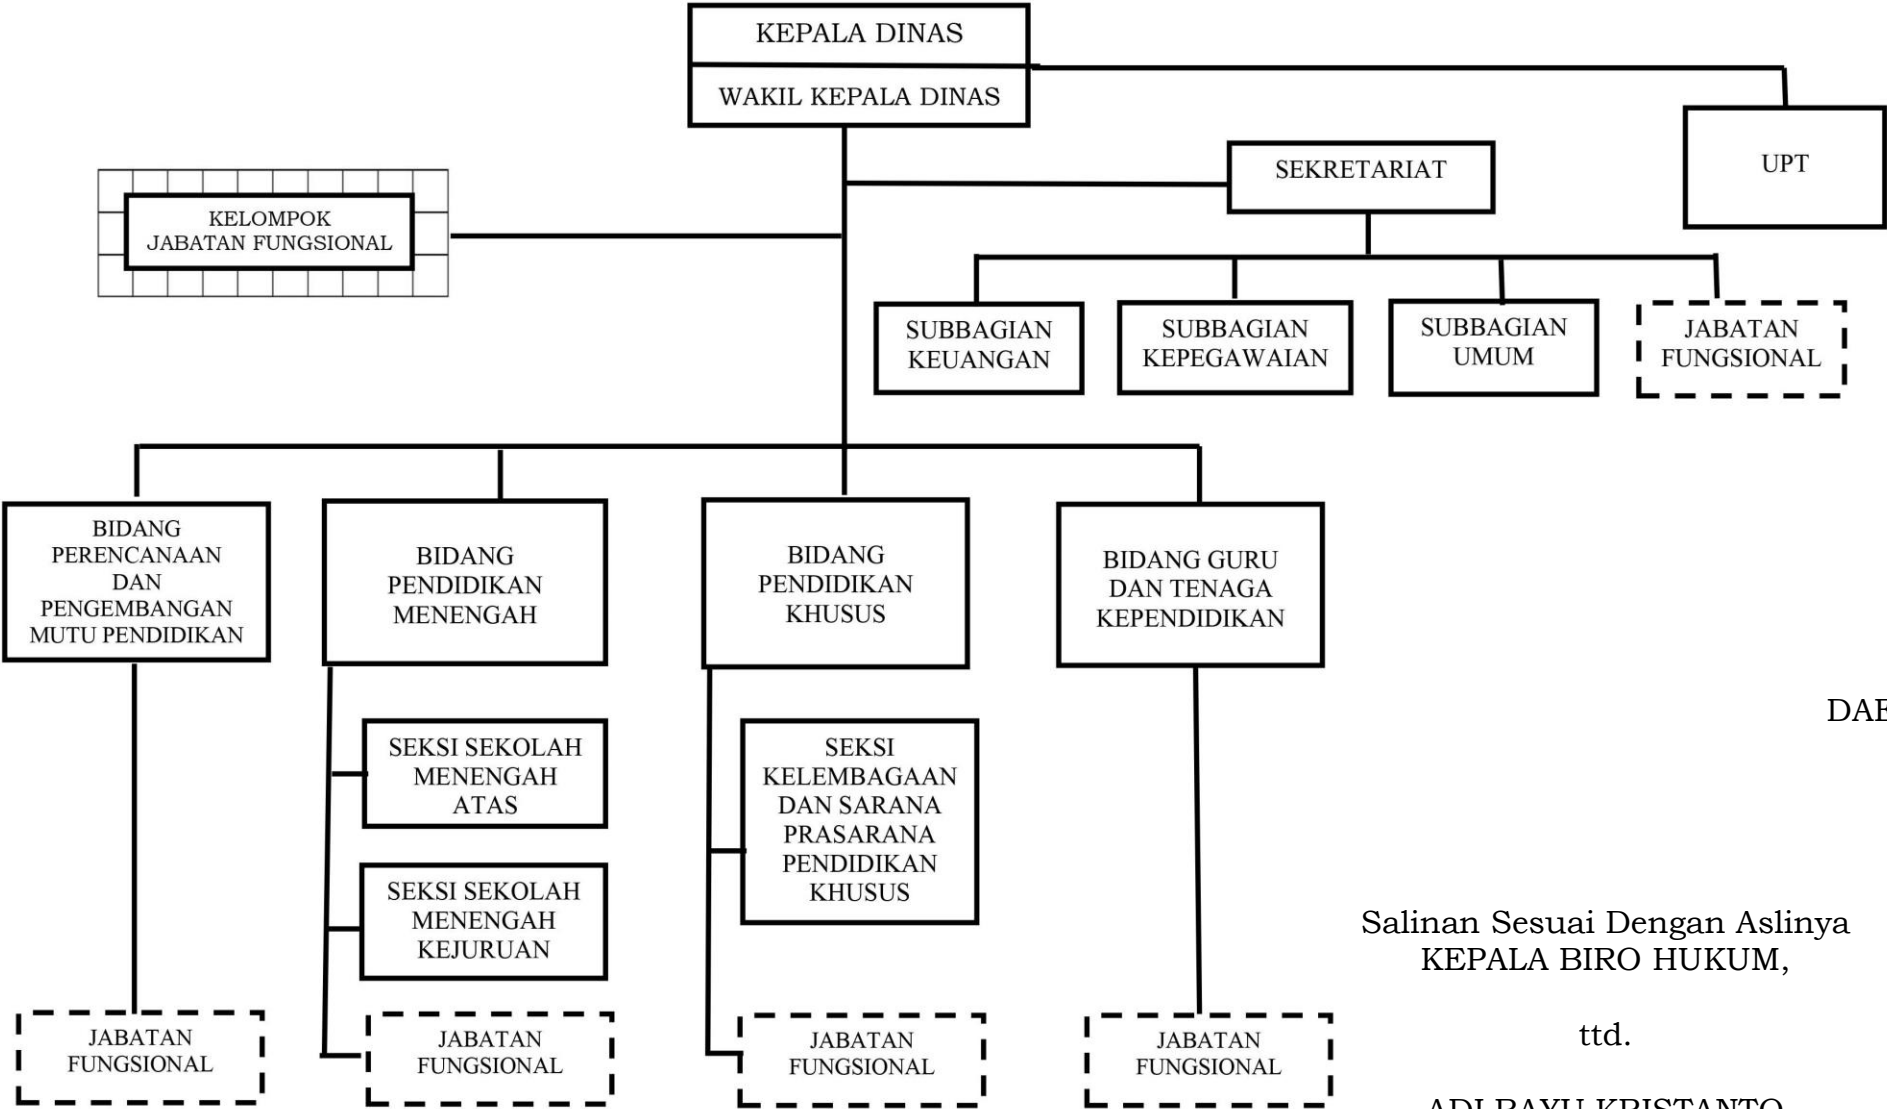 KEPALA DINAS
WAKIL KEPALA DINAS
UPT
SEKRETARIAT
KELOMPOK
JABATAN FUNGSIONAL
SUBBAGIAN
KEUANGAN
SUBBAGIAN
KEPEGAWAIAN
SUBBAGIAN
UMUM
JABATAN
FUNGSIONAL
BIDANG
PERENCANAAN
DAN
PENGEMBANGAN
MUTU PENDIDIKAN
BIDANG
PENDIDIKAN
MENENGAH
BIDANG
PENDIDIKAN
KHUSUS
BIDANG GURU
DAN TENAGA
KEPENDIDIKAN
SEKSI SEKOLAH
MENENGAH
ATAS
SEKSI
KELEMBAGAAN
DAN SARANA
PRASARANA
PENDIDIKAN
KHUSUS
SEKSI SEKOLAH
MENENGAH
KEJURUAN
JABATAN
FUNGSIONAL
JABATAN
FUNGSIONAL
JABATAN
FUNGSIONAL
JABATAN
FUNGSIONAL
Salinan Sesuai Dengan Aslinya
KEPALA BIRO HUKUM,
ttd.
ADI BAYU KRISTANTO